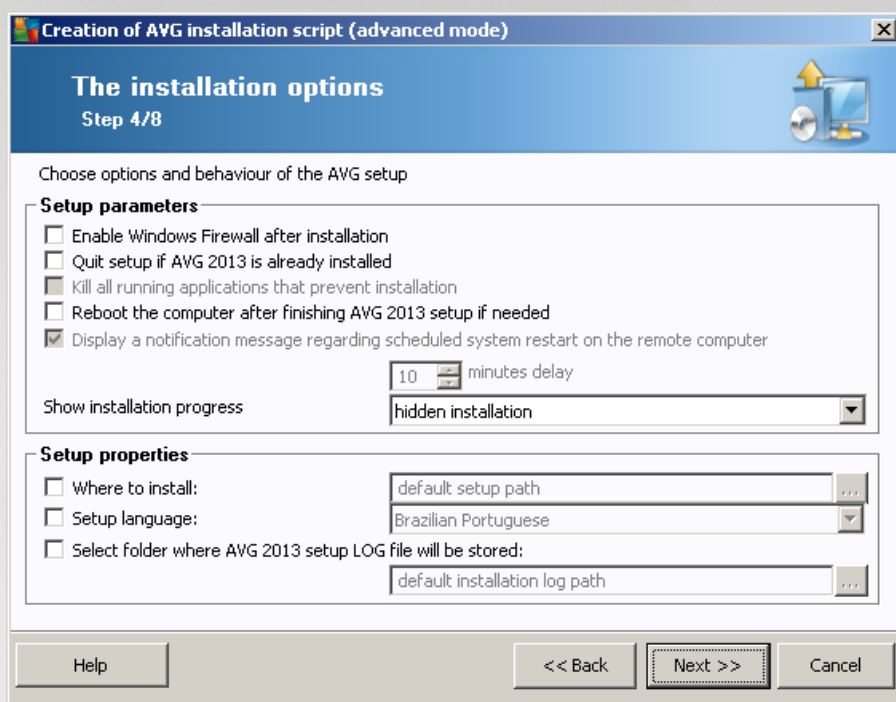 Creation of AVG installation script (advanced mode)
The installation options
Step 4/8
Choose options and behaviour of the AVG setup
Setup parameters
Enable Windows Firewall after installation
Quit setup if AVG 2013 is already installed
Kill all running applications that prevent installation
Reboot the computer after finishing AVG 2013 setup if needed
Display a notification message regarding scheduled system restart on the remote computer
10 minutes delay
Show installation progress hidden installation
Setup properties
Where to install: default setup path ...
Setup language: Brazilian Portuguese
Select folder where AVG 2013 setup LOG file will be stored:
default installation log path ...
Help << Back Next >> Cancel